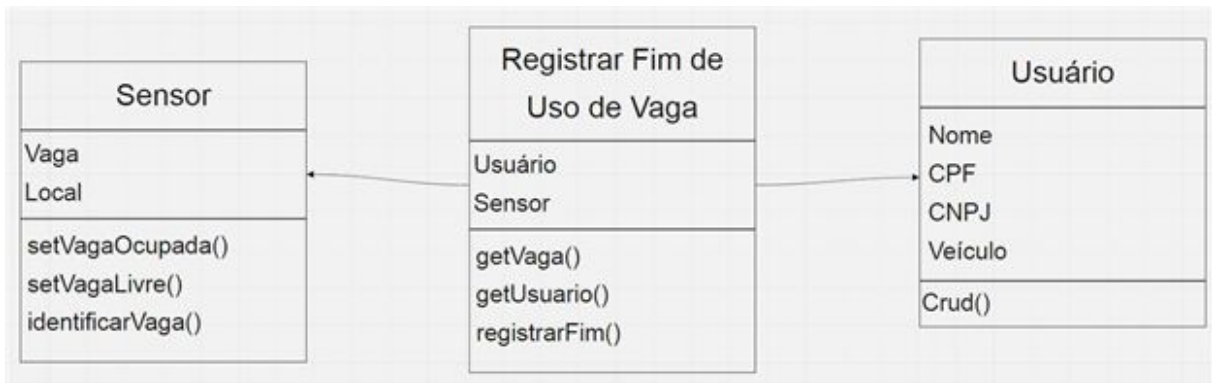 Sensor
Vaga
Local
setVagaOcupada()
setVagaLivre()
identificarVaga()
Registrar Fim de
Uso de Vaga
Usuário
Sensor
getVaga()
getUsuario()
registrarFim()
Usuário
Nome
CPF
CNPJ
Veículo
Crud()